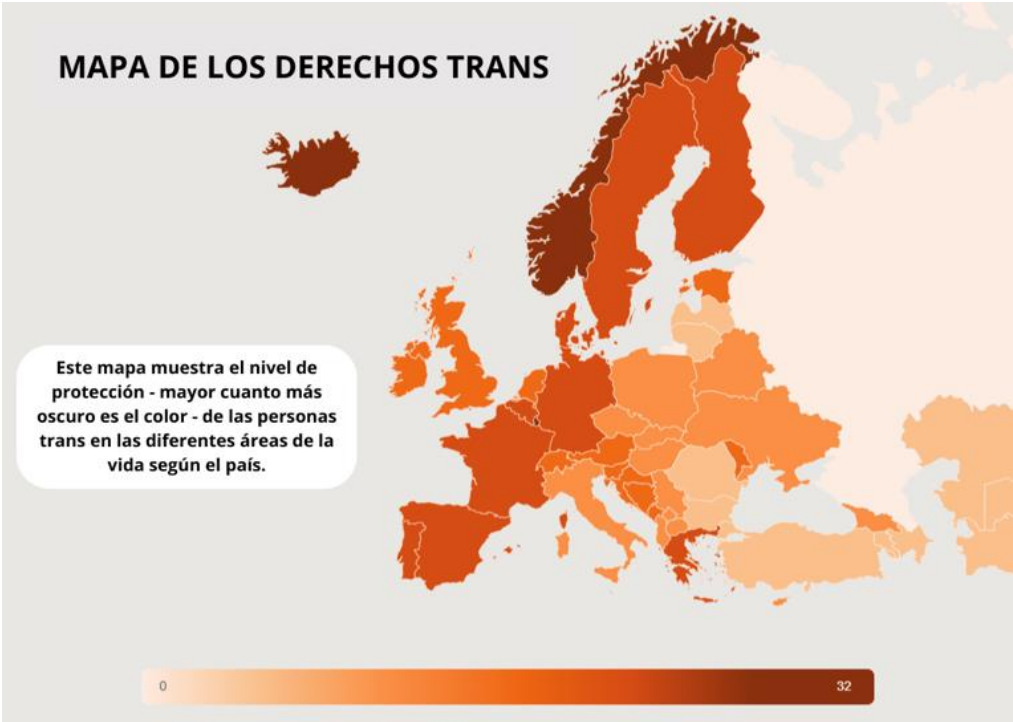 MAPA DE LOS DERECHOS TRANS
Este mapa muestra el nivel de
protección - mayor cuanto más
oscuro es el color - de las personas
trans en las diferentes áreas de la
vida según el país.
0
32